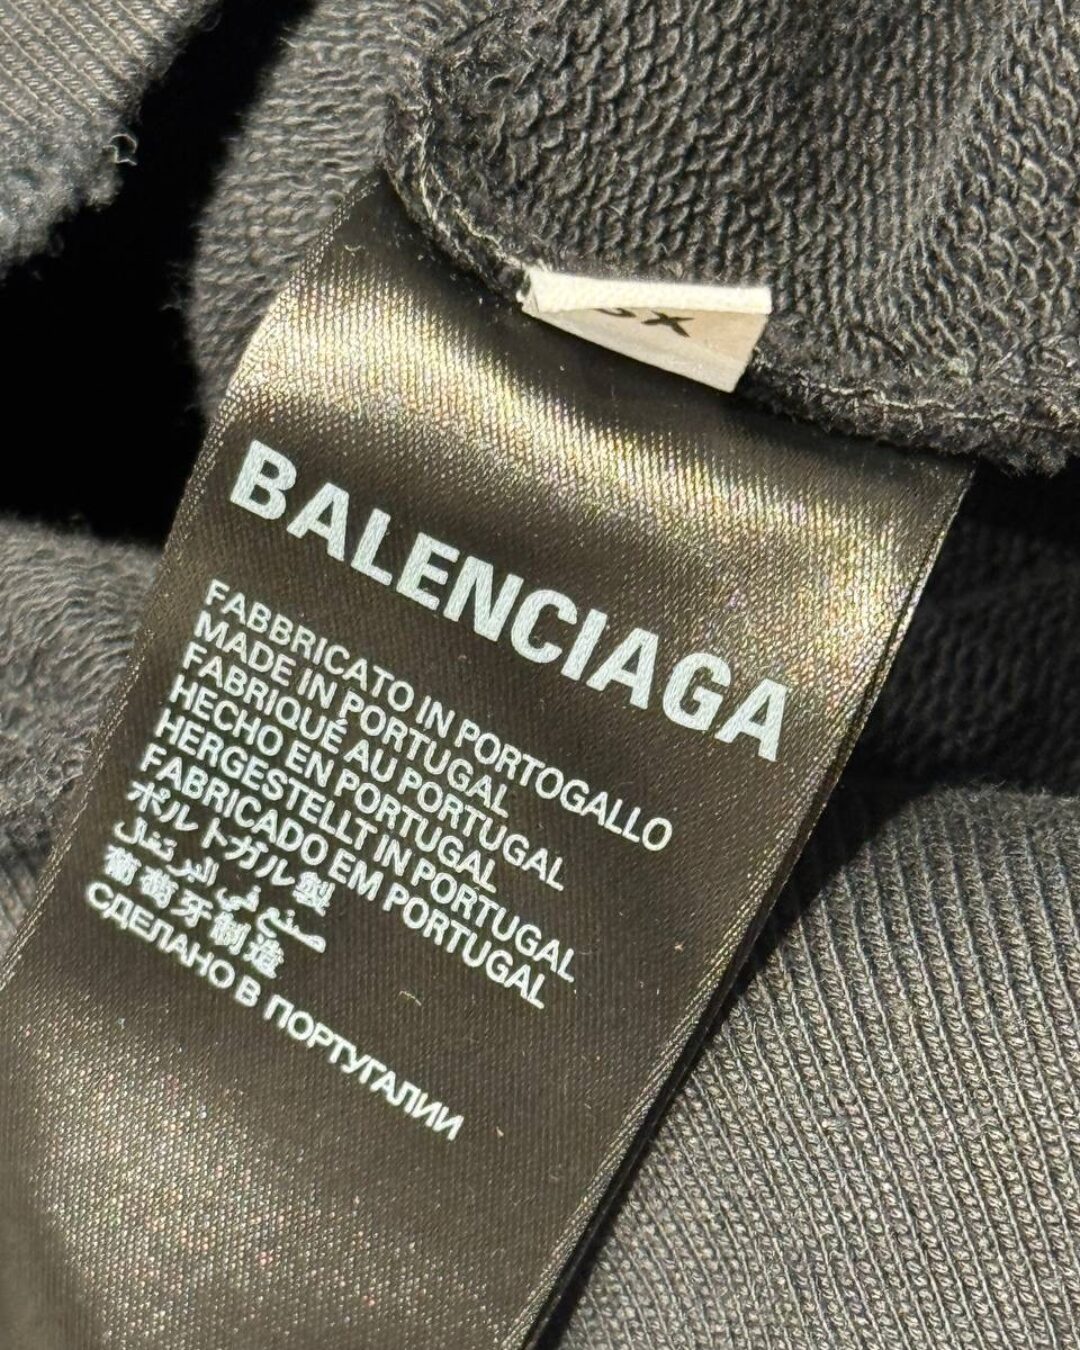 BALENCIAGA
FABBRICATO IN PORTOGALLO
MADE IN PORTUGAL
FABRIQUÉ AU PORTUGAL
HECHO EN PORTUGAL
HERGESTELLT IN PORTUGAL
FABRICADO EM PORTUGAL
ポルトガル製
صنع في البرتغال
葡萄牙制造
СДЕЛАНО В ПОРТУГАЛИИ